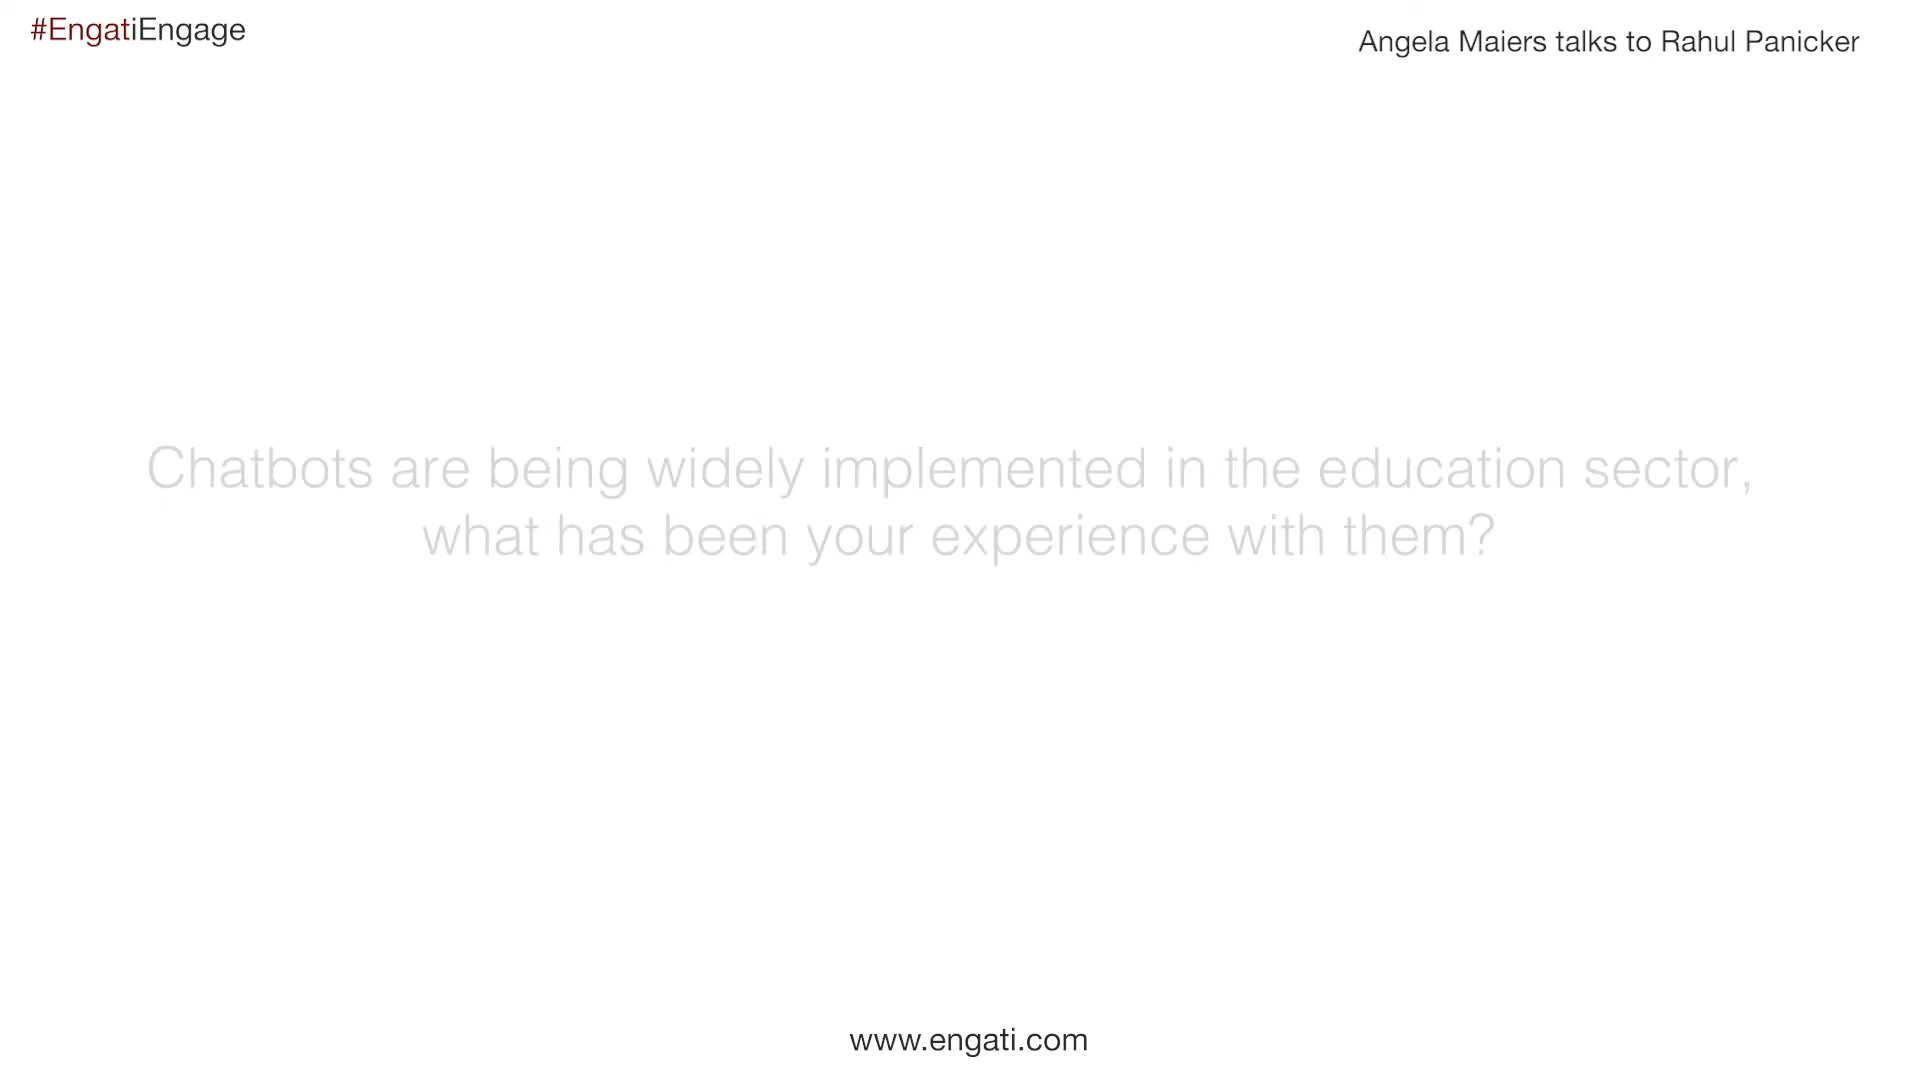 #EngatiEngage
Angela Maiers talks to Rahul Panicker
Chatbots are being widely implemented in the education sector,
what has been your experience with them?
www.engati.com